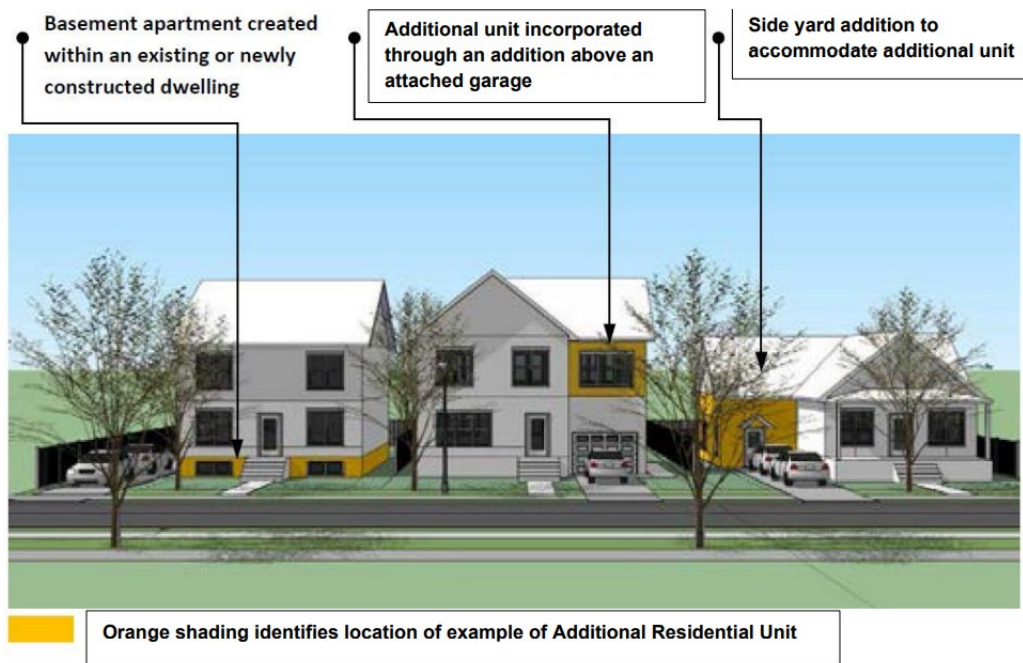 Basement apartment created
within an existing or newly
constructed dwelling
Additional unit incorporated
through an addition above an
attached garage
Side yard addition to
accommodate additional unit
Orange shading identifies location of example of Additional Residential Unit